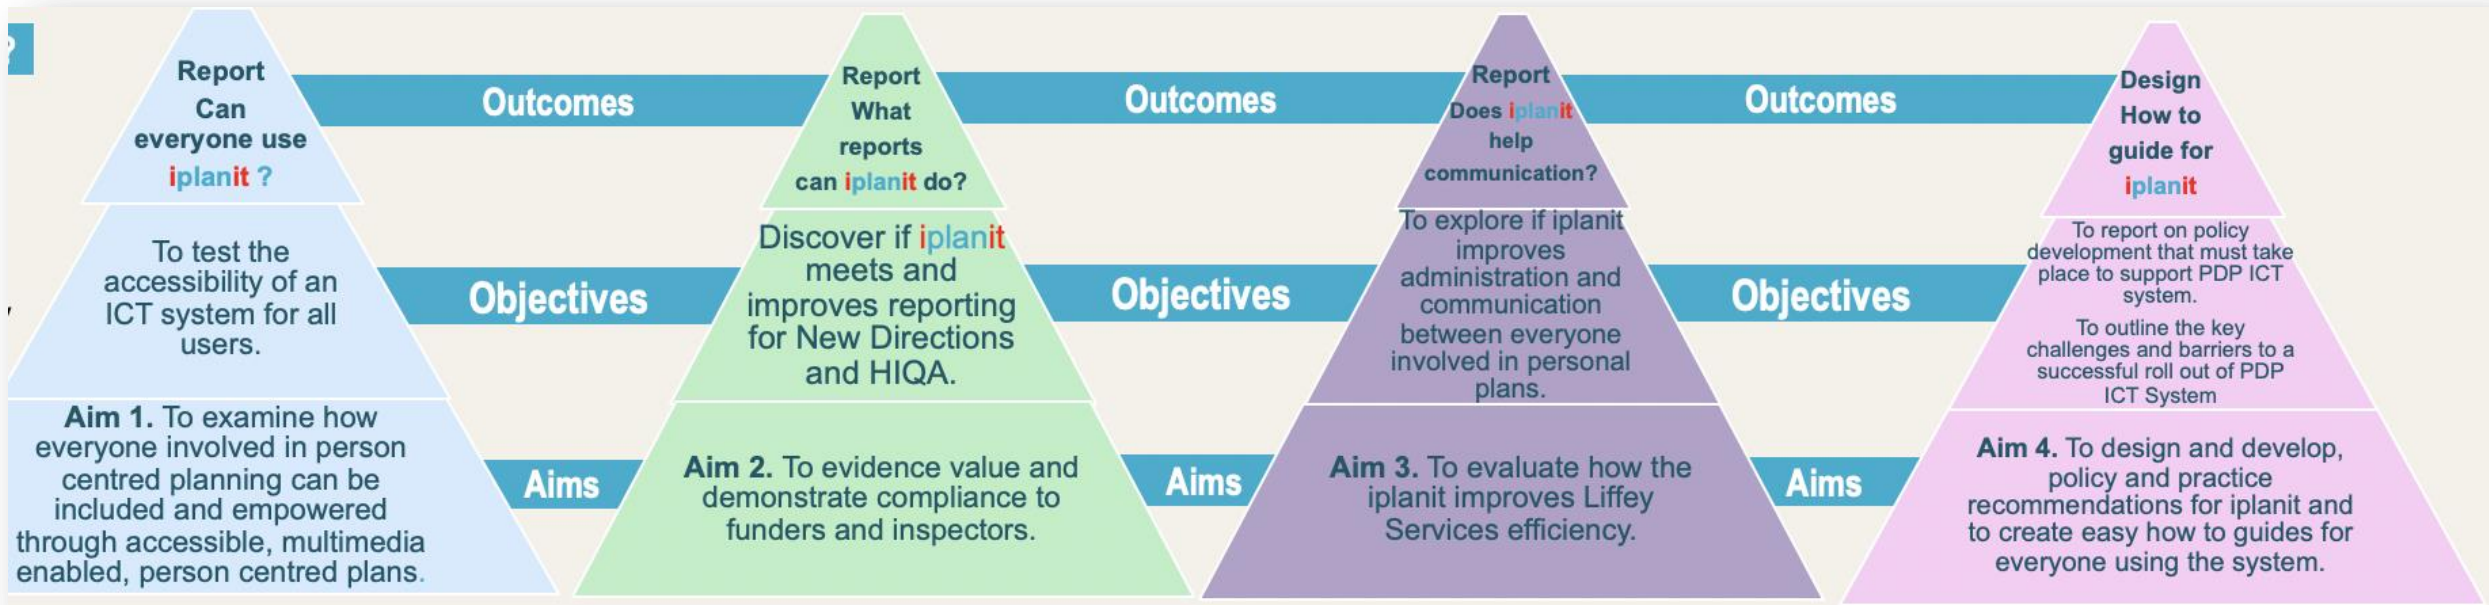 ?
Report
Can
everyone use
iplanit ?
To test the
accessibility of an
ICT system for all
users.
Aim 1. To examine how
everyone involved in person
centred planning can be
included and empowered
through accessible, multimedia
enabled, person centred plans.
Outcomes
Objectives
Aims
Report
What
reports
can iplanit do?
Discover if iplanit
meets and
improves reporting
for New Directions
and HIQA.
Aim 2. To evidence value and
demonstrate compliance to
funders and inspectors.
Outcomes
Objectives
Aims
Report
Does iplanit
help
communication?
To explore if iplanit
improves
administration and
communication
between everyone
involved in personal
plans.
Aim 3. To evaluate how the
iplanit improves Liffey
Services efficiency.
Outcomes
Objectives
Aims
Design
How to
guide for
iplanit
To report on policy
development that must take
place to support PDP ICT
system.
To outline the key
challenges and barriers to a
successful roll out of PDP
ICT System
Aim 4. To design and develop,
policy and practice
recommendations for iplanit and
to create easy how to guides for
everyone using the system.